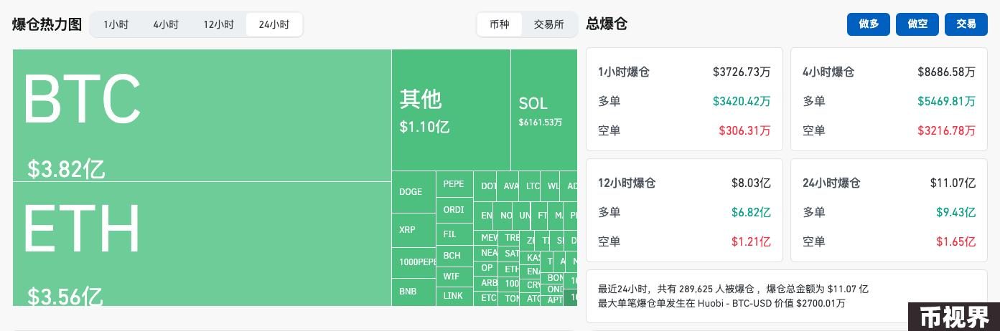 爆仓热力图
1小时 4小时 12小时 24小时
币种 交易所
BTC
$3.82亿
ETH
$3.56亿
其他
$1.10亿
SOL
$6161.53万
DOGE
XRP
1000PEPE
BNB
PEPE
ORDI
FIL
BCH
WIF
LINK
DOT AVA LTC WL AD
EN NO UN FT M
MEW TRE
NEA SAT
OP ETH
ARB 100
ETC TON
KAS
ENA
CRV
ATO
T A
BON
OND
APT
总爆仓
做多 做空 交易
1小时爆仓 $3726.73万
多单 $3420.42万
空单 $306.31万
4小时爆仓 $8686.58万
多单 $5469.81万
空单 $3216.78万
12小时爆仓 $8.03亿
多单 $6.82亿
空单 $1.21亿
24小时爆仓 $11.07亿
多单 $9.43亿
空单 $1.65亿
最近24小时，共有 289,625 人被爆仓 ，爆仓总金额为 $11.07 亿
最大单笔爆仓单发生在 Huobi - BTC-USD 价值 $2700.01万
币视界